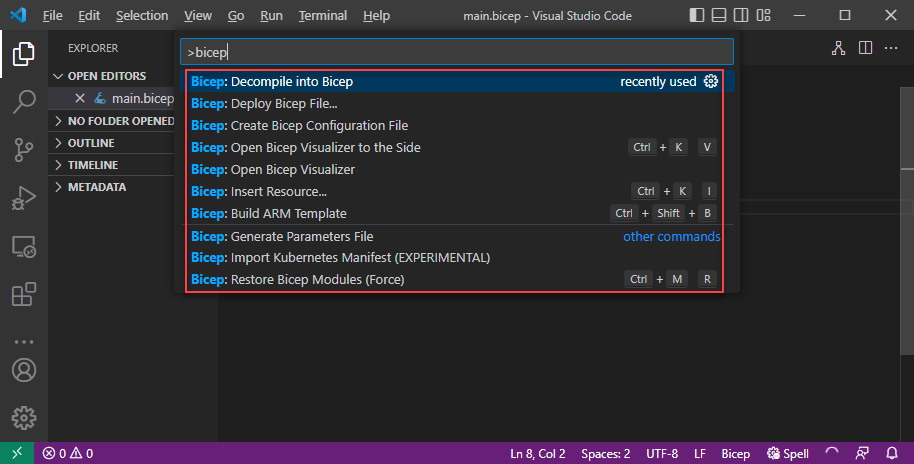 File Edit Selection View Go Run Terminal Help main.bicep - Visual Studio Code
EXPLORER
>bicep
OPEN EDITORS
main.bicep
NO FOLDER OPENED
OUTLINE
TIMELINE
METADATA
Bicep: Decompile into Bicep recently used
Bicep: Deploy Bicep File...
Bicep: Create Bicep Configuration File
Bicep: Open Bicep Visualizer to the Side Ctrl + K V
Bicep: Open Bicep Visualizer
Bicep: Insert Resource... Ctrl + K I
Bicep: Build ARM Template Ctrl + Shift + B
Bicep: Generate Parameters File other commands
Bicep: Import Kubernetes Manifest (EXPERIMENTAL)
Bicep: Restore Bicep Modules (Force) Ctrl + M R
0 0 Ln 8, Col 2 Spaces: 2 UTF-8 LF Bicep Spell